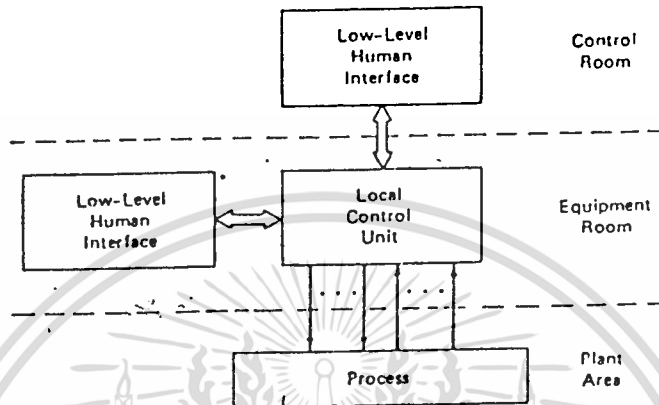 Low-Level
Human
Interface
Control
Room
Low-Level
Human
Interface
Local
Control
Unit
Equipment
Room
Process
Plant
Area